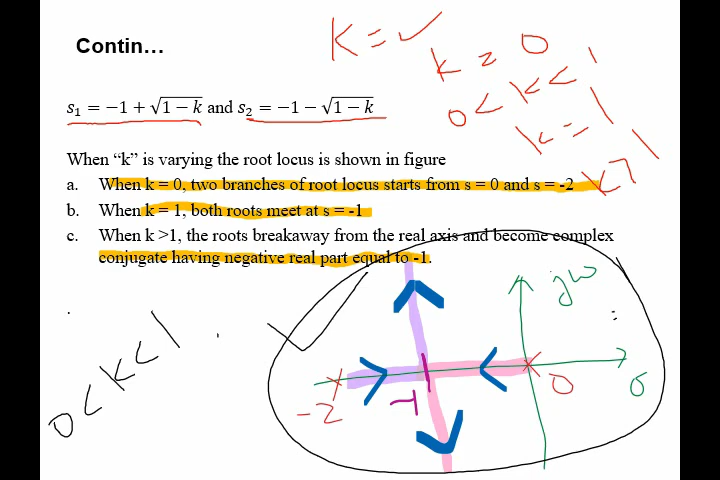 Contin…
K = ✓
k = 0
0 < k < 1
k = 1
k > 1
s₁ = −1 + √1 − k and s₂ = −1 − √1 − k
When “k” is varying the root locus is shown in figure
a. When k = 0, two branches of root locus starts from s = 0 and s = -2
b. When k = 1, both roots meet at s = -1
c. When k >1, the roots breakaway from the real axis and become complex
conjugate having negative real part equal to -1.
jω
0 < k < 1
-2
-1
0
σ